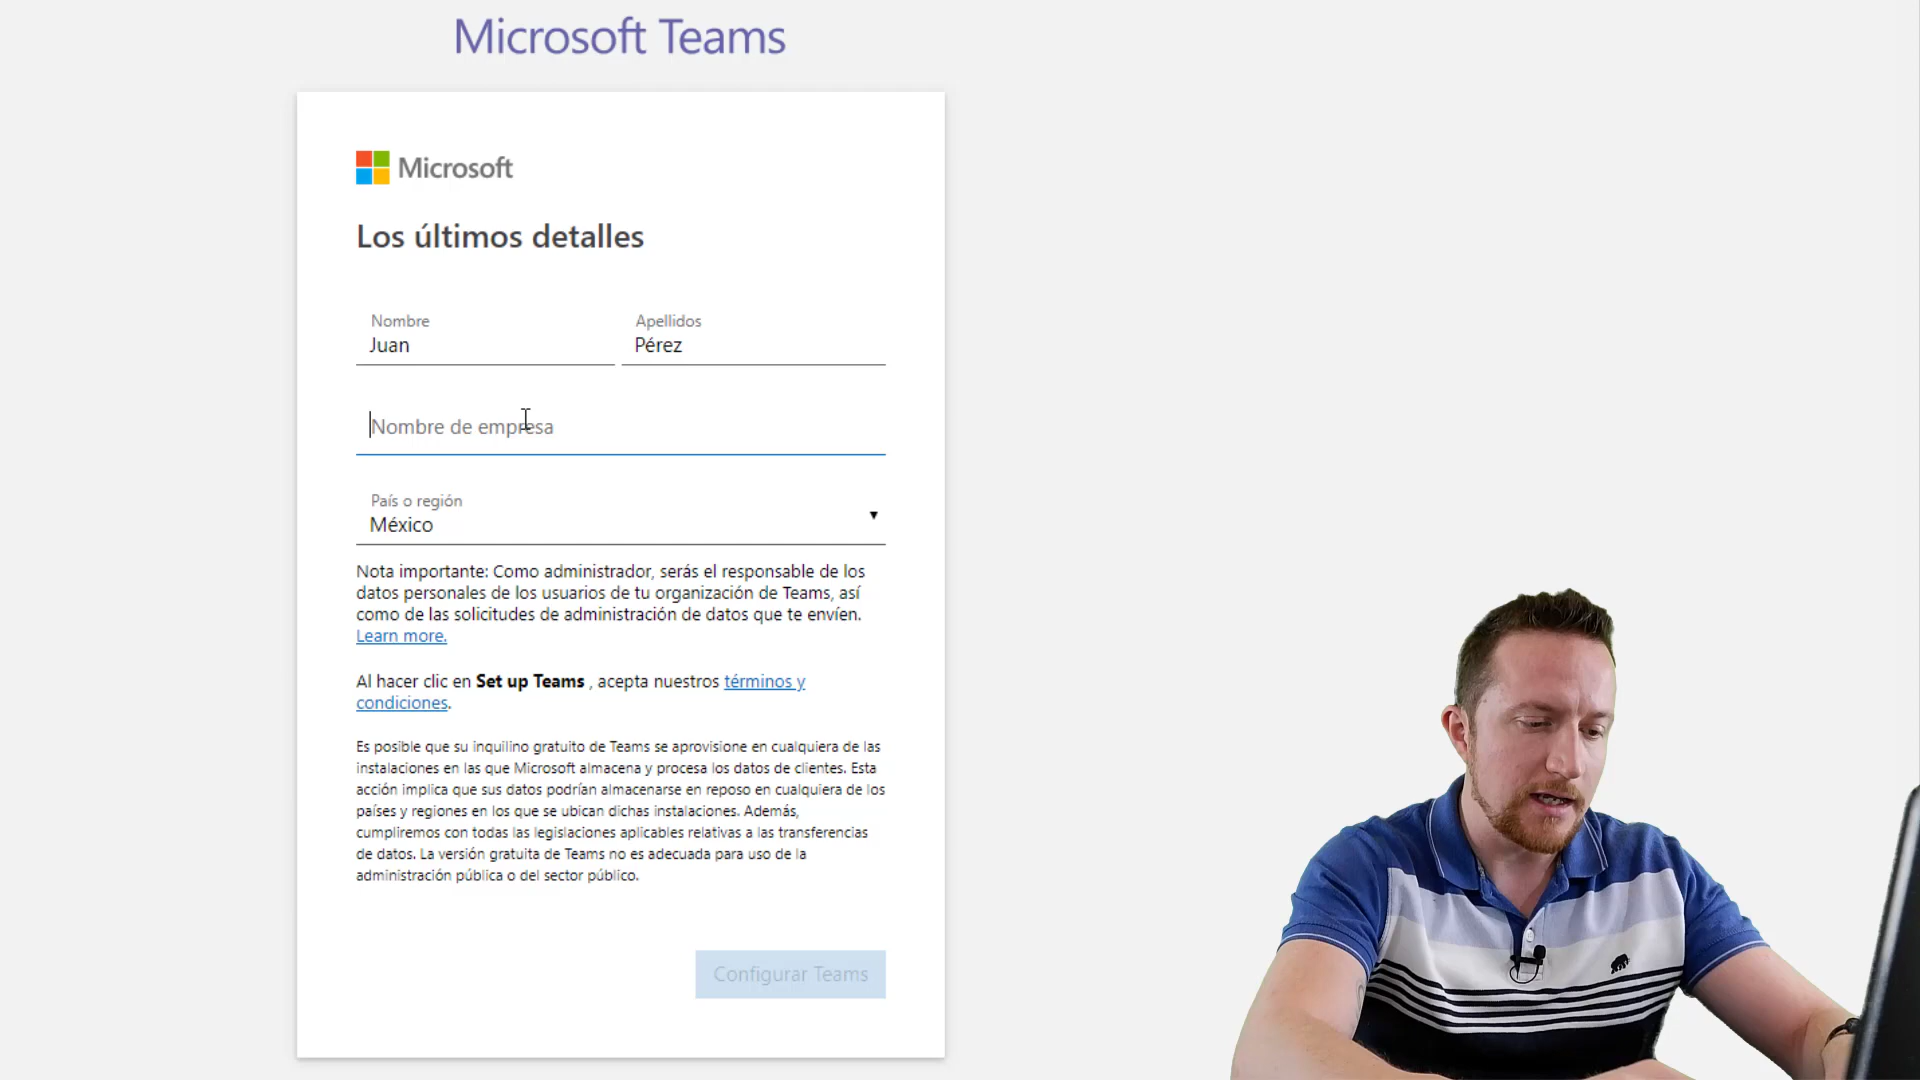 Microsoft Teams
Microsoft
Los últimos detalles
Nombre
Apellidos
Juan
Pérez
Nombre de empresa
País o región
México
Nota importante: Como administrador, serás el responsable de los
datos personales de los usuarios de tu organización de Teams, así
como de las solicitudes de administración de datos que te envíen.
Learn more.
Al hacer clic en Set up Teams , acepta nuestros términos y
condiciones.
Es posible que su inquilino gratuito de Teams se aprovisione en cualquiera de las
instalaciones en las que Microsoft almacena y procesa los datos de clientes. Esta
acción implica que sus datos podrían almacenarse en reposo en cualquiera de los
países y regiones en los que se ubican dichas instalaciones. Además,
cumpliremos con todas las legislaciones aplicables relativas a las transferencias
de datos. La versión gratuita de Teams no es adecuada para uso de la
administración pública o del sector público.
Configurar Teams